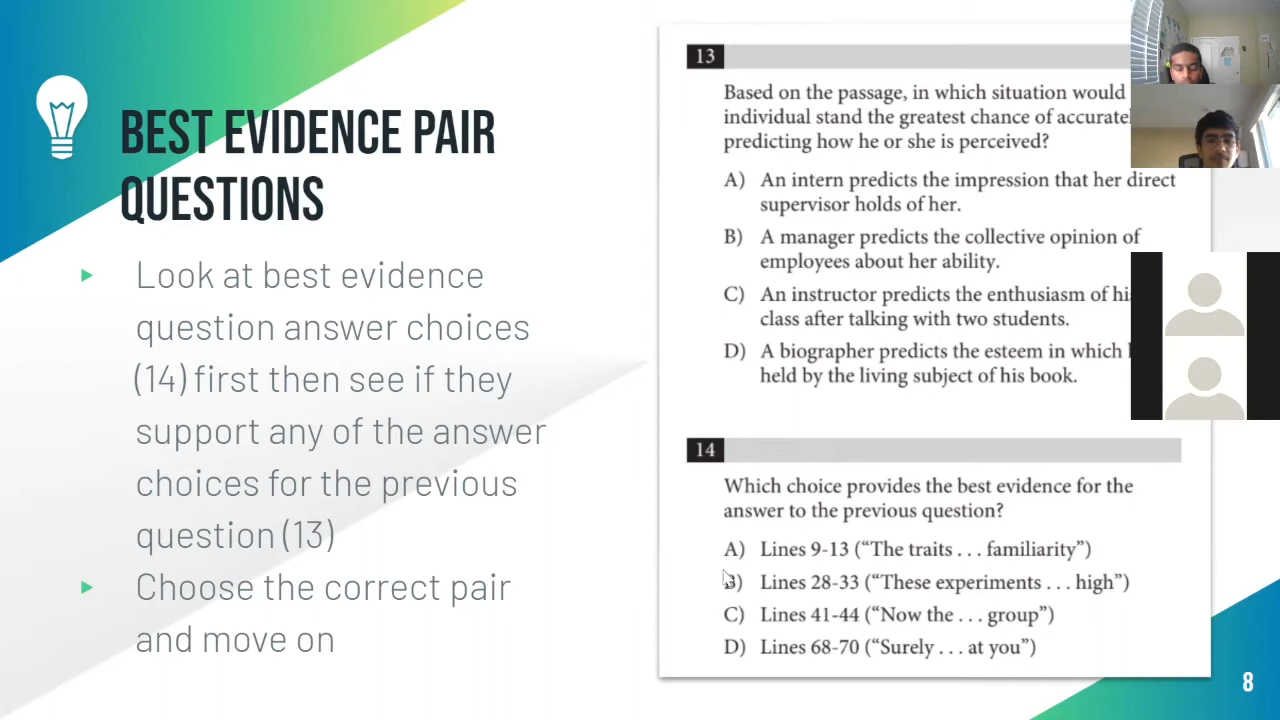 BEST EVIDENCE PAIR
QUESTIONS
Look at best evidence
question answer choices
(14) first then see if they
support any of the answer
choices for the previous
question (13)
Choose the correct pair
and move on
13
Based on the passage, in which situation would
individual stand the greatest chance of
predicting how he or she is perceived?
A) An intern predicts the impression that her direct
supervisor holds of her.
B) A manager predicts the collective opinion of
employees about her ability.
C) An instructor predicts the enthusiasm of
class after talking with two students.
D) A biographer predicts the esteem in which
held by the living subject of his book.
14
Which choice provides the best evidence for the
answer to the previous question?
A) Lines 9-13 (“The traits . . . familiarity”)
B) Lines 28-33 (“These experiments . . . high”)
C) Lines 41-44 (“Now the . . . group”)
D) Lines 68-70 (“Surely . . . at you”)
8